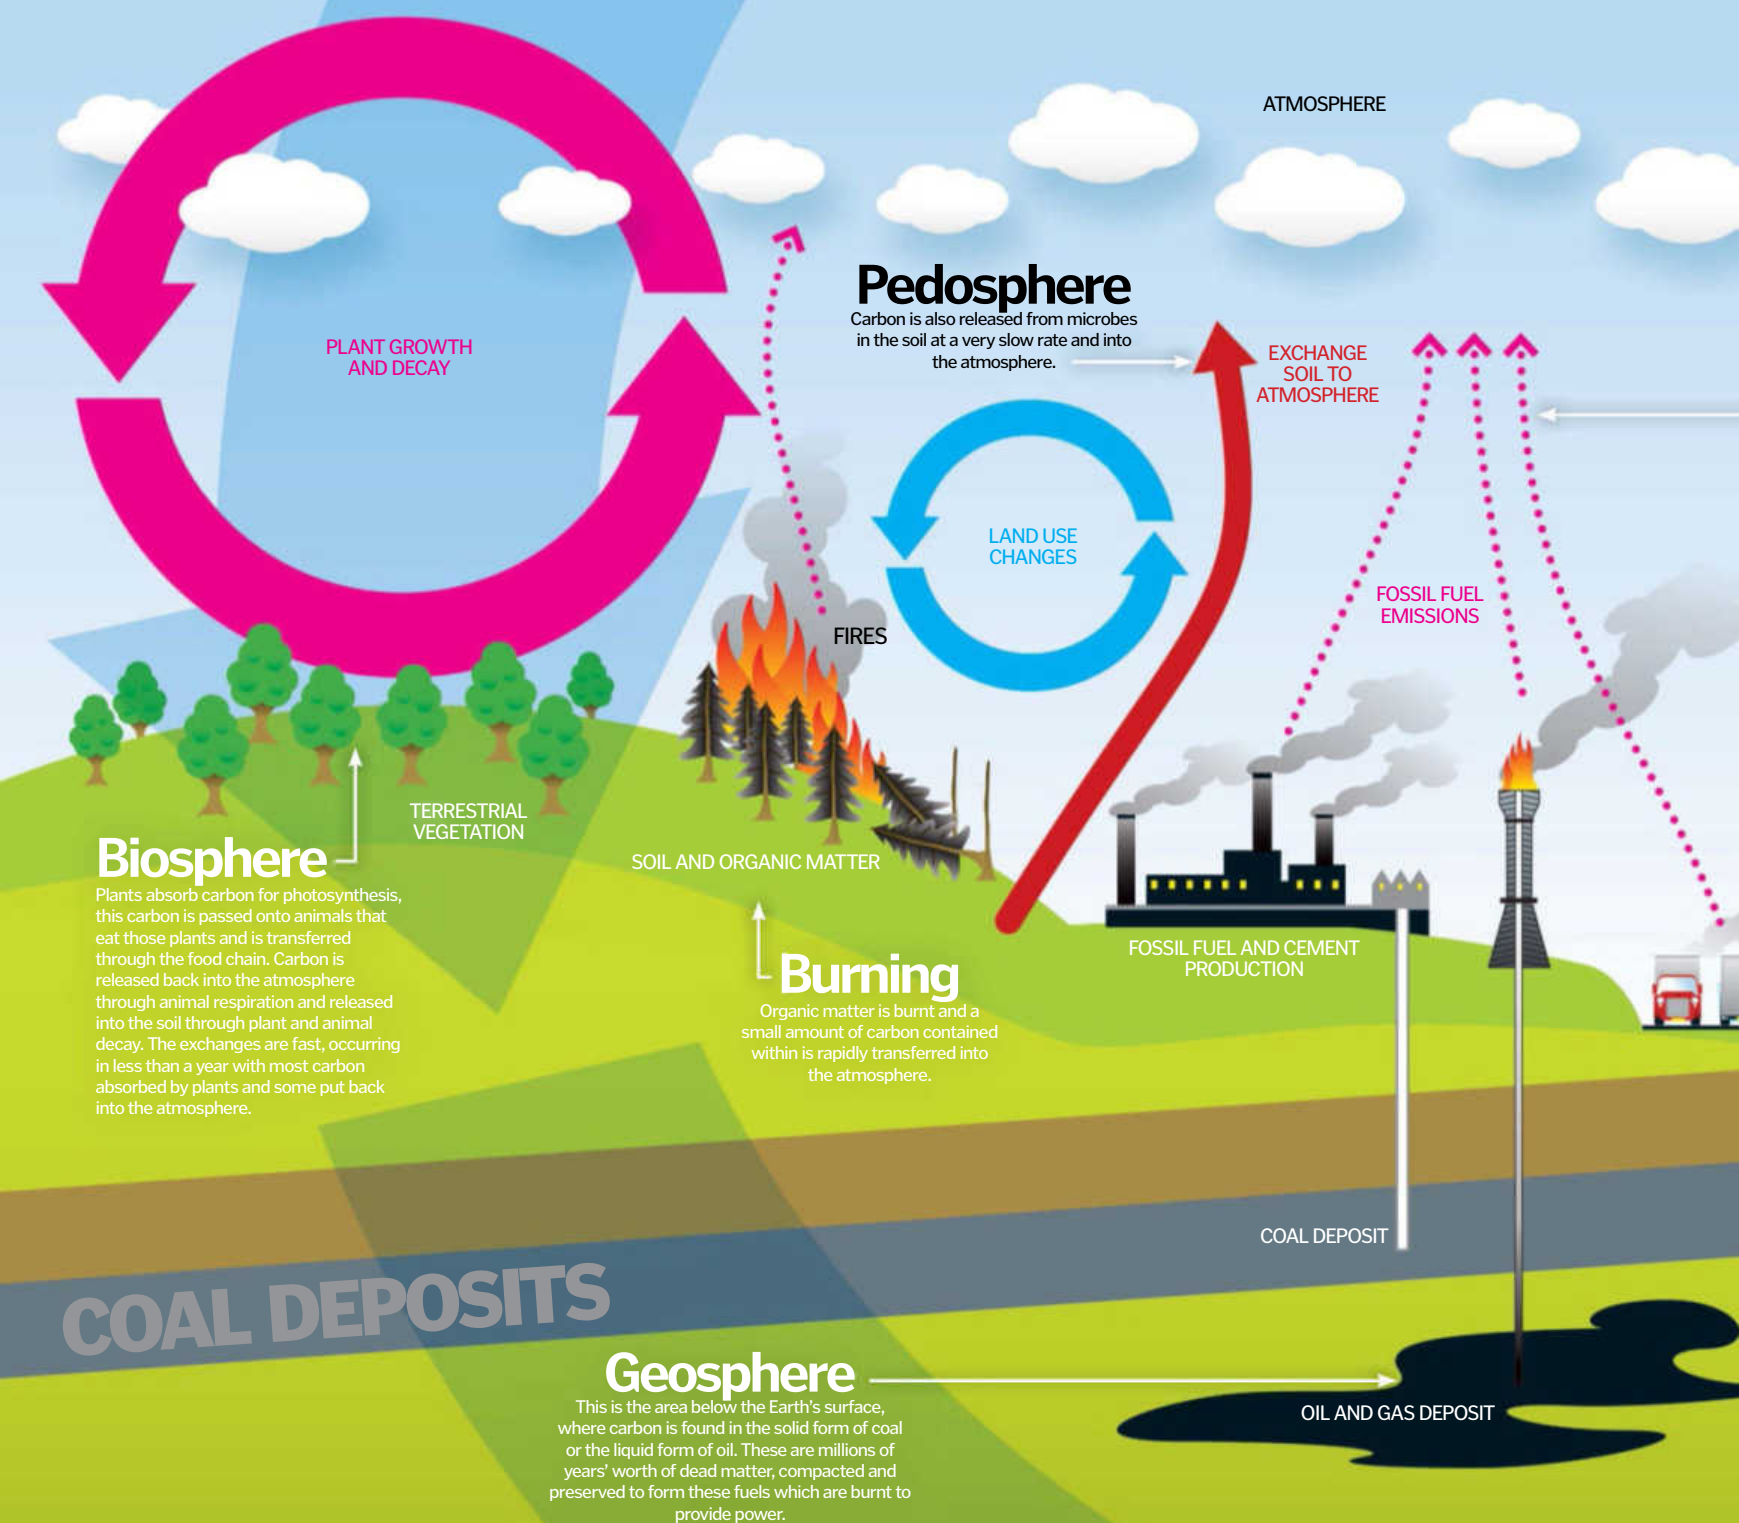 ATMOSPHERE
Pedosphere
Carbon is also released from microbes
in the soil at a very slow rate and into
the atmosphere.
PLANT GROWTH
AND DECAY
EXCHANGE
SOIL TO
ATMOSPHERE
LAND USE
CHANGES
FOSSIL FUEL
EMISSIONS
FIRES
TERRESTRIAL
VEGETATION
Biosphere
Plants absorb carbon for photosynthesis,
this carbon is passed onto animals that
eat those plants and is transferred
through the food chain. Carbon is
released back into the atmosphere
through animal respiration and released
into the soil through plant and animal
decay. The exchanges are fast, occurring
in less than a year with most carbon
absorbed by plants and some put back
into the atmosphere.
SOIL AND ORGANIC MATTER
Burning
Organic matter is burnt and a
small amount of carbon contained
within is rapidly transferred into
the atmosphere.
FOSSIL FUEL AND CEMENT
PRODUCTION
COAL DEPOSIT
COAL DEPOSITS
Geosphere
This is the area below the Earth's surface,
where carbon is found in the solid form of coal
or the liquid form of oil. These are millions of
years' worth of dead matter, compacted and
preserved to form these fuels which are burnt to
provide power.
OIL AND GAS DEPOSIT